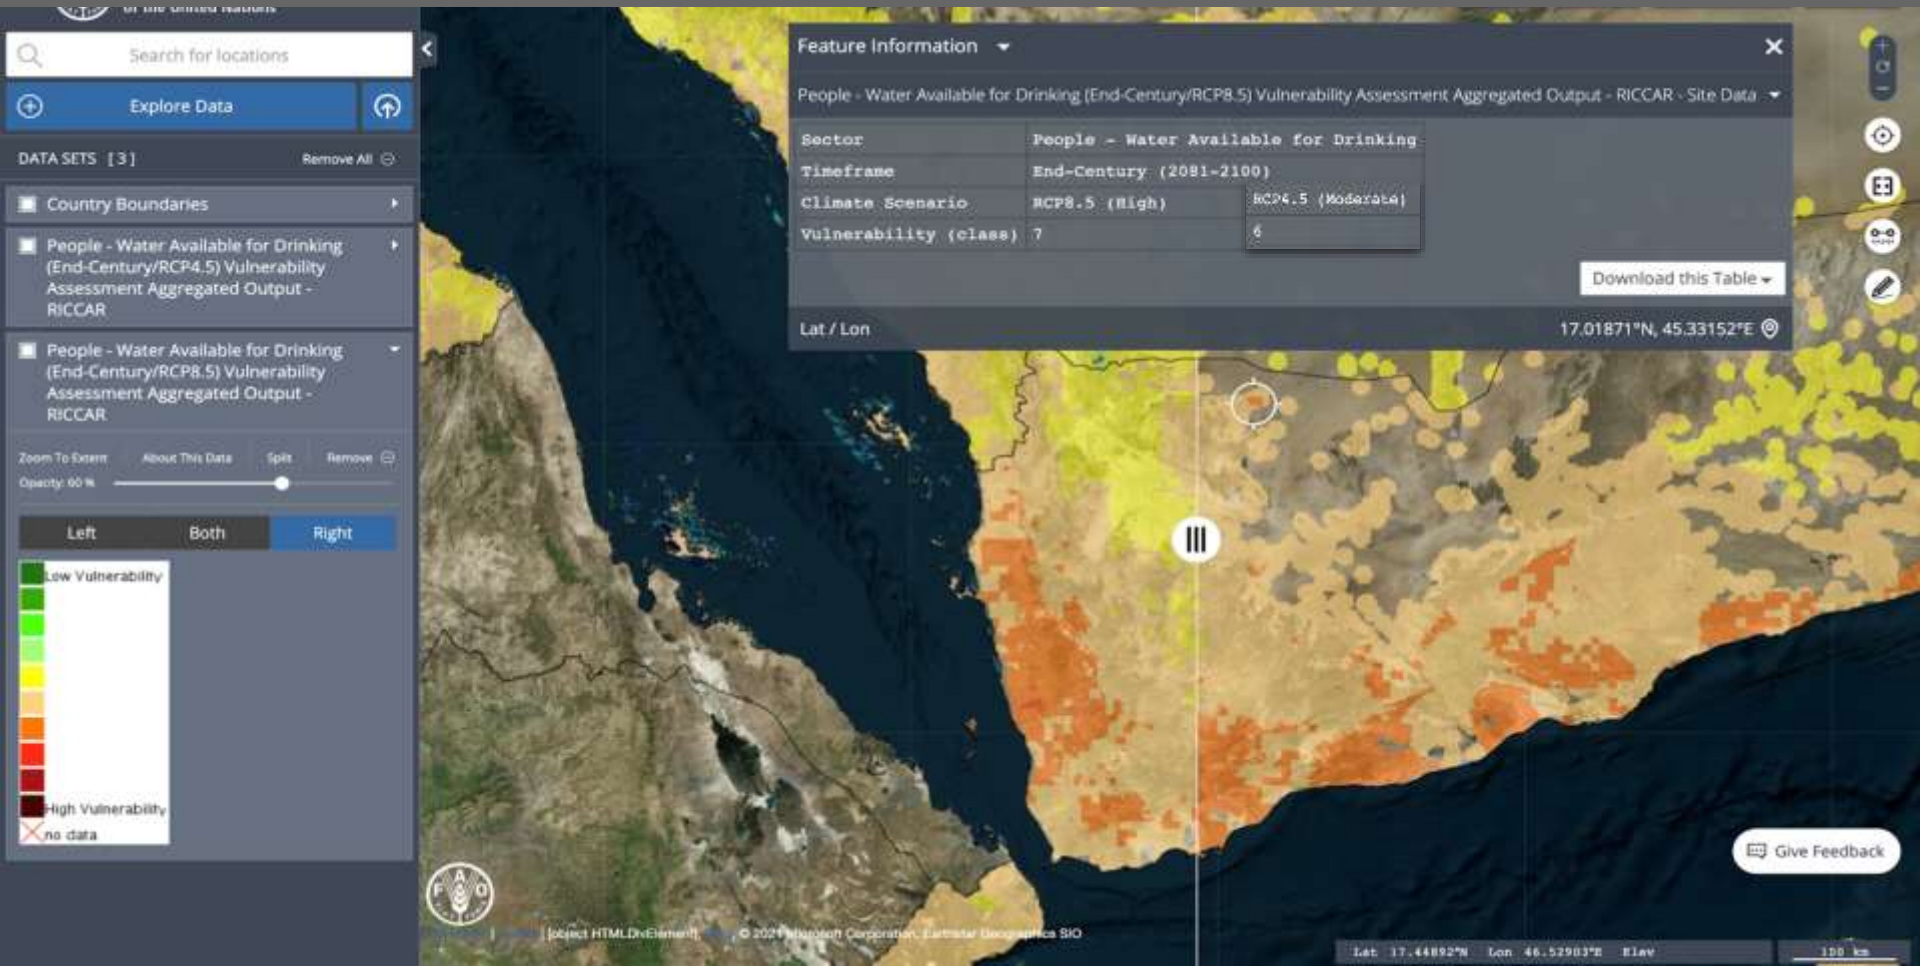 of the United Nations
Search for locations
Explore Data
DATA SETS [3]
Remove All
Country Boundaries
People - Water Available for Drinking
(End-Century/RCP4.5) Vulnerability
Assessment Aggregated Output -
RICCAR
People - Water Available for Drinking
(End-Century/RCP8.5) Vulnerability
Assessment Aggregated Output -
RICCAR
Zoom To Extent About This Data Split Remove
Opacity: 60 %
Left Both Right
Low Vulnerability
High Vulnerability
no data
Feature Information
People - Water Available for Drinking (End-Century/RCP8.5) Vulnerability Assessment Aggregated Output - RICCAR - Site Data
Sector People - Water Available for Drinking
Timeframe End-Century (2081-2100)
Climate Scenario RCP8.5 (High) RCP4.5 (Moderate)
Vulnerability (class) 7 6
Download this Table
Lat / Lon 17.01871°N, 45.33152°E
Give Feedback
FAO
[object HTMLDivElement], © 2021 Microsoft Corporation, Earthstar Geographics SIO
Lat 17.44892°N Lon 46.52903°E Elev
100 km